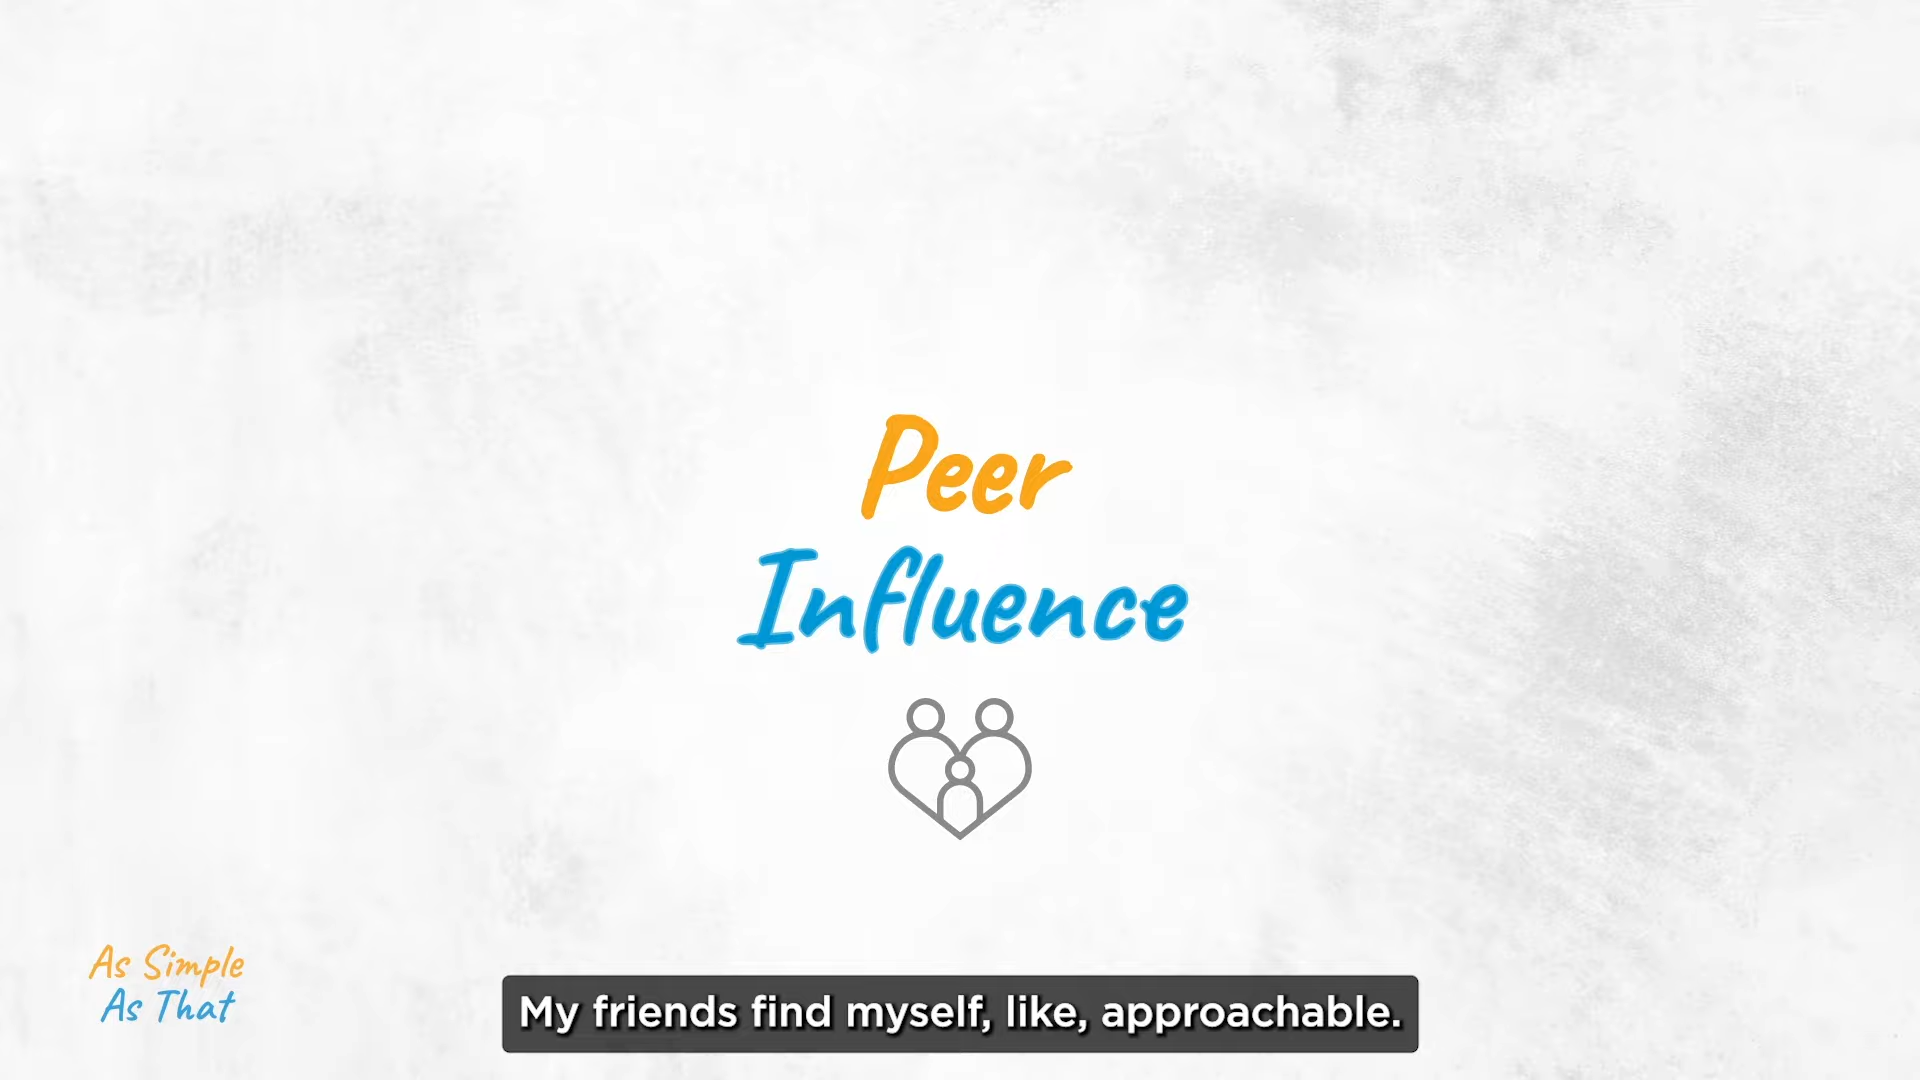 Peer
Influence
As Simple
As That
My friends find myself, like, approachable.